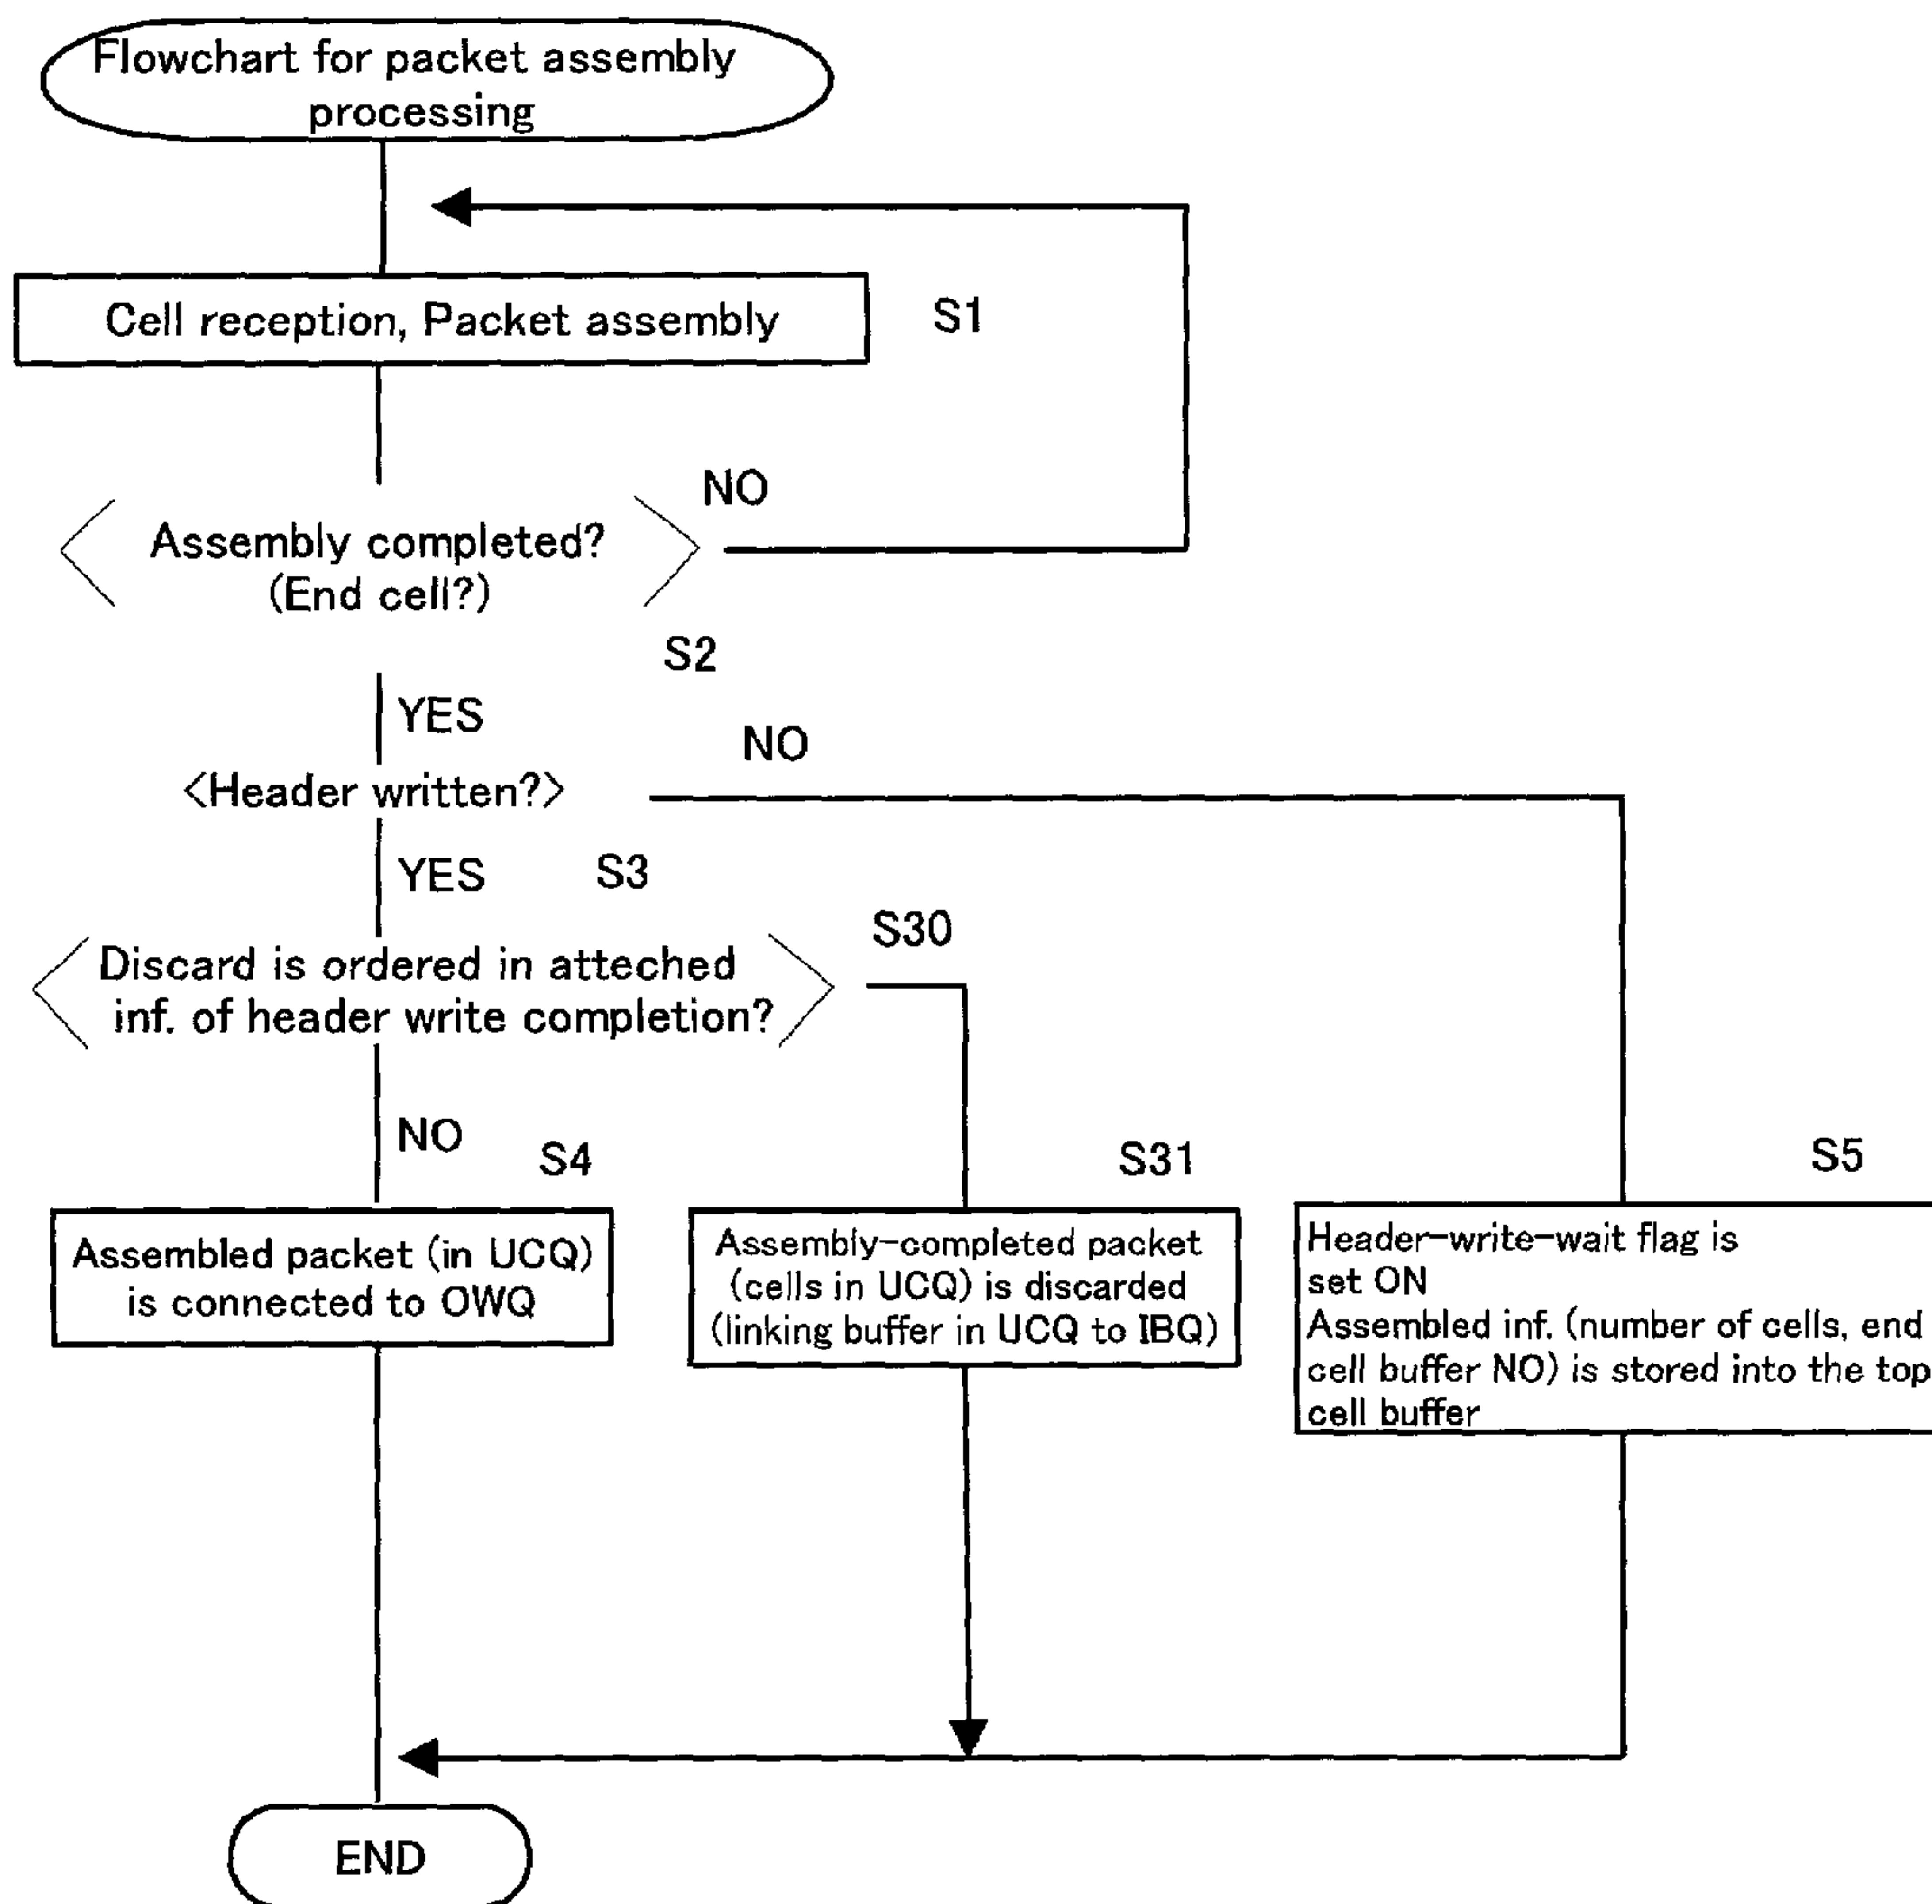 Flowchart for packet assembly
processing
Cell reception, Packet assembly
S1
NO
Assembly completed?
(End cell?)
S2
YES
NO
<Header written?>
YES
S3
S30
Discard is ordered in atteched
inf. of header write completion?
NO
S4
S31
S5
Assembled packet (in UCQ)
is connected to OWQ
Assembly-completed packet
(cells in UCQ) is discarded
(linking buffer in UCQ to IBQ)
Header-write-wait flag is
set ON
Assembled inf. (number of cells, end
cell buffer NO) is stored into the top
cell buffer
END